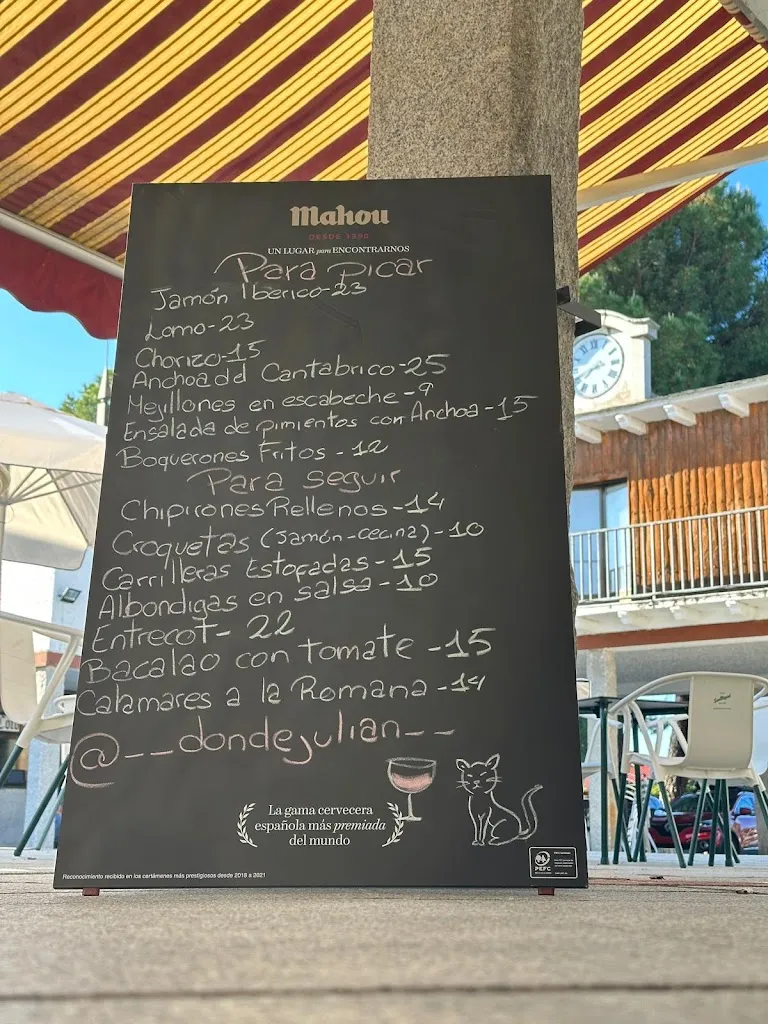 Mahou
DESDE 1890
UN LUGAR para ENCONTRARNOS
Para picar
Jamón Iberico-23
Lomo-23
Chorizo-15
Anchoa del Cantabrico-25
Mejillones en escabeche-9
Ensalada de pimientos con Anchoa-15
Boquerones Fritos-12
Para seguir
Chipirones Rellenos-14
Croquetas (Jamón-cecina)-10
Carrilleras Estofadas-15
Albondigas en salsa-10
Entrecot-22
Bacalao con tomate-15
Calamares a la Romana-14
@__dondejulian__
La gama cervecera
española más premiada
del mundo
Reconocimiento recibido en los certámenes más prestigiosos desde 2018 a 2021
PEFC